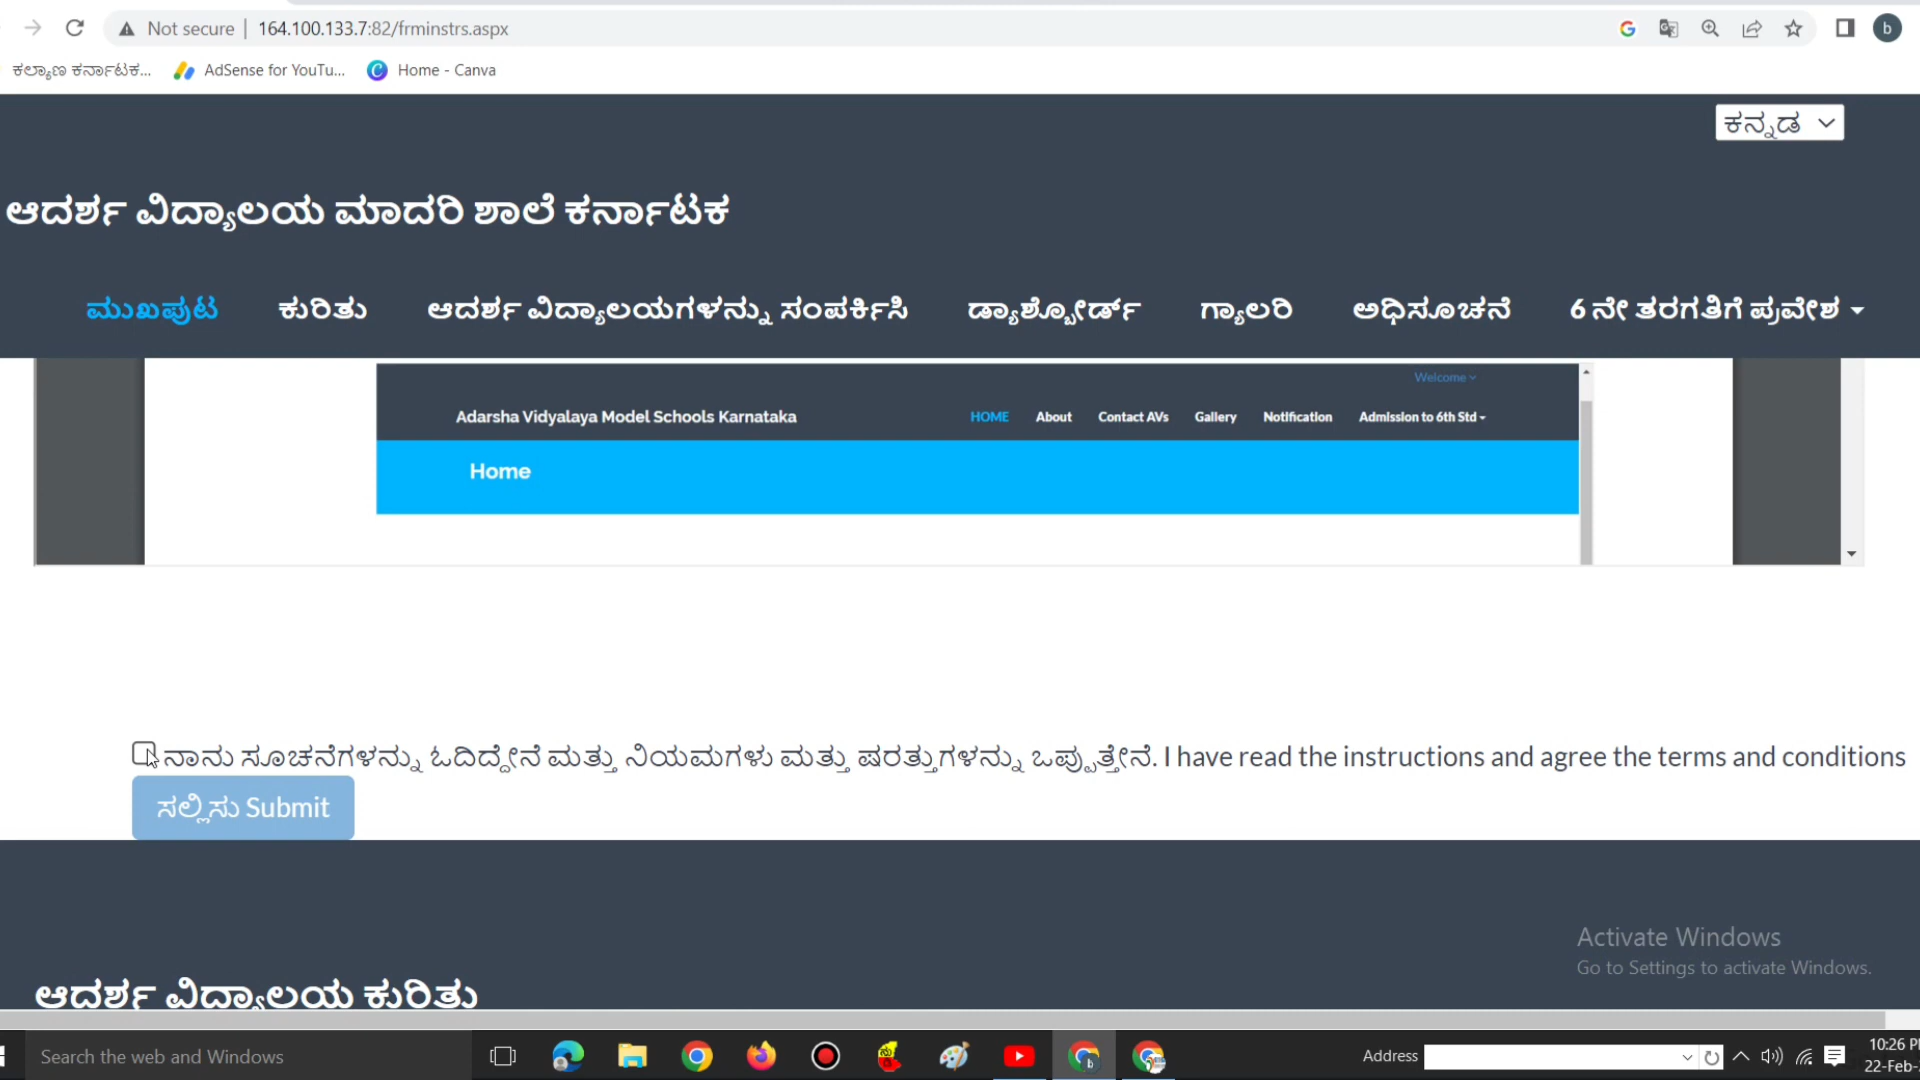 Not secure | 164.100.133.7:82/frminstrs.aspx
b
ಕಲ್ಯಾಣ ಕರ್ನಾಟಕ... AdSense for YouTu... Home - Canva
ಕನ್ನಡ
ಆದರ್ಶ ವಿದ್ಯಾಲಯ ಮಾದರಿ ಶಾಲೆ ಕರ್ನಾಟಕ
ಮುಖಪುಟ ಕುರಿತು ಆದರ್ಶ ವಿದ್ಯಾಲಯಗಳನ್ನು ಸಂಪರ್ಕಿಸಿ ಡ್ಯಾಶ್ಬೋರ್ಡ್ ಗ್ಯಾಲರಿ ಅಧಿಸೂಚನೆ 6 ನೇ ತರಗತಿಗೆ ಪ್ರವೇಶ
Welcome
Adarsha Vidyalaya Model Schools Karnataka HOME About Contact AVs Gallery Notification Admission to 6th Std
Home
ನಾನು ಸೂಚನೆಗಳನ್ನು ಓದಿದ್ದೇನೆ ಮತ್ತು ನಿಯಮಗಳು ಮತ್ತು ಷರತ್ತುಗಳನ್ನು ಒಪ್ಪುತ್ತೇನೆ. I have read the instructions and agree the terms and conditions
ಸಲ್ಲಿಸು Submit
Activate Windows
Go to Settings to activate Windows.
ಆದರ್ಶ ವಿದ್ಯಾಲಯ ಕುರಿತು
Search the web and Windows
Address
10:26 P
22-Feb-